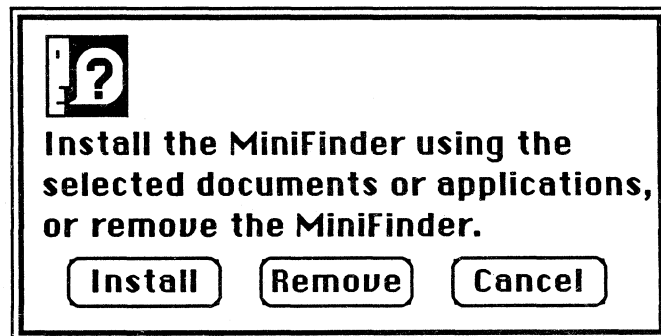 ?
Install the MiniFinder using the
selected documents or applications,
or remove the MiniFinder.
Install Remove Cancel